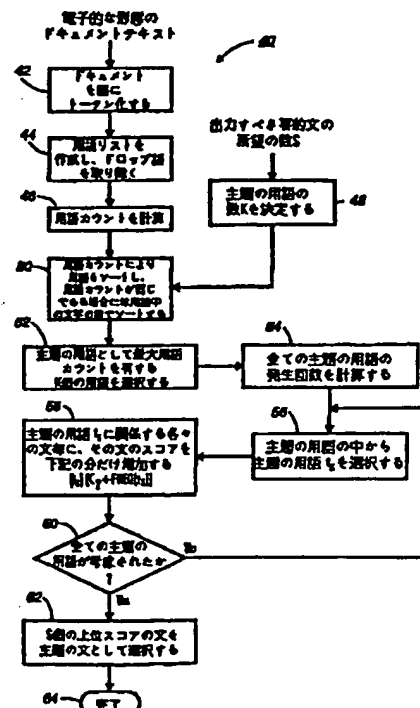 電子的な形態の
ドキュメントテキスト
40
42
ドキュメント
を
トークン化する
44
用語リストを
作成し、ドロップ語
を取り除く
出力すべき要約文の
所望の数S
46
用語カウントを計算
48
主題の用語の
数Kを決定する
50
用語カウントにより
用語をソートし、
用語カウントが同じ
である場合には用語中
の文字の数でソートする
52
主題の用語として最大用語
カウントを有する
K個の用語を選択する
54
全ての主題の用語の
発生回数を計算する
56
主題の用語の中から
主題の用語 を選択する
58
主題の用語 に関係する各々
の文毎に、その文のスコアを
下記の分だけ増加する
60
全ての主題の
用語が考慮されたか
?
No
Yes
62
S個の上位スコアの文を
主題の文として選択する
64
完了